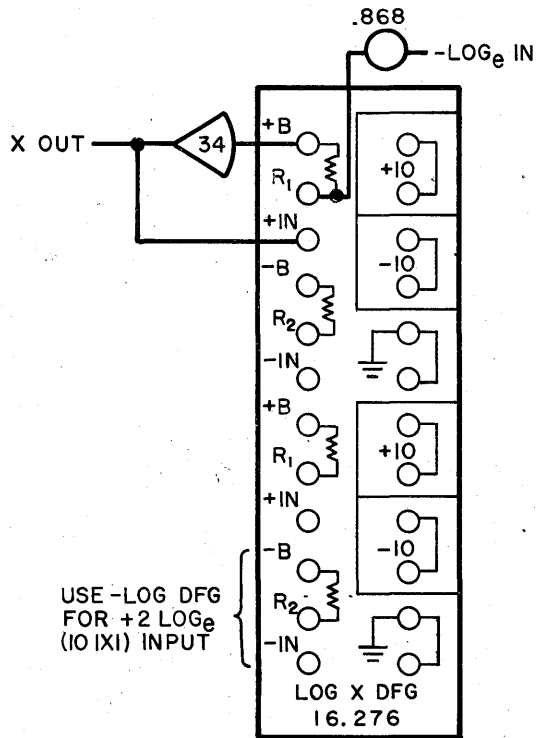 .868
-LOGe IN
X OUT
34
+B
R1
+IN
-B
R2
-IN
+B
R1
+IN
-B
R2
-IN
+10
-10
+10
-10
USE -LOG DFG
FOR +2 LOGe
(10 |X|) INPUT
LOG X DFG
16.276